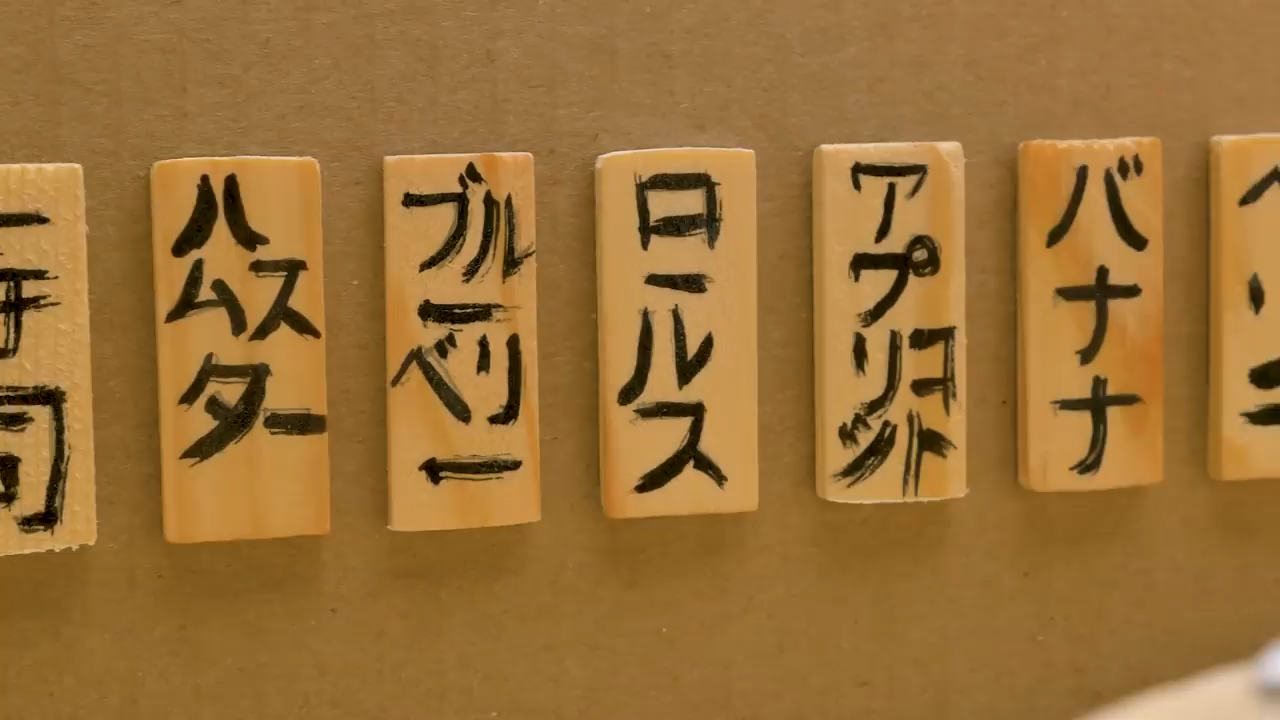 ハムスター
ブルーベリー
ロールス
アプリコット
バナナ